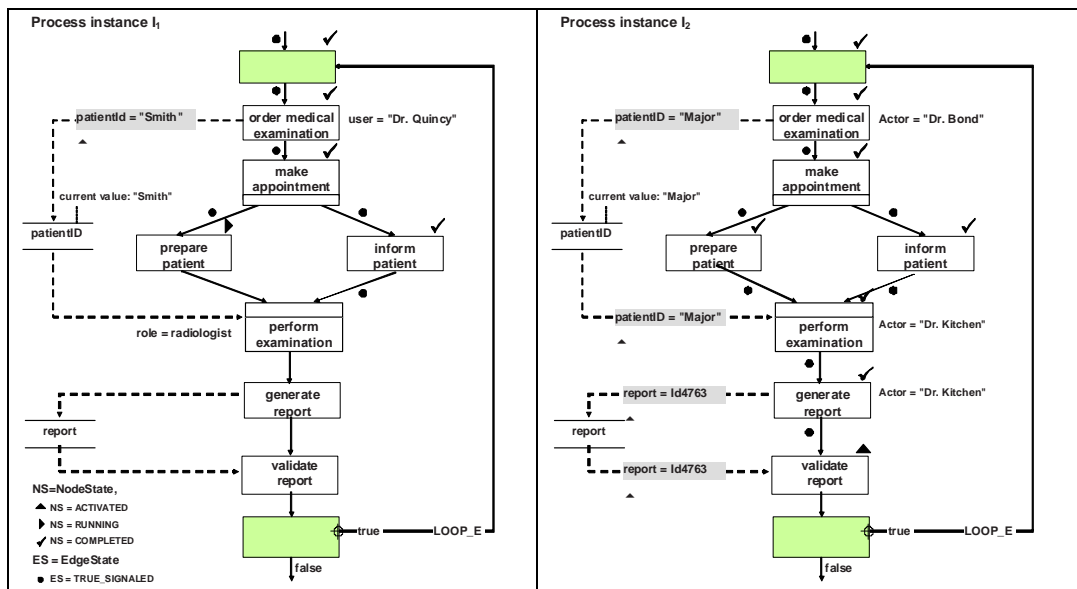 Process instance I1
patientId = "Smith"
order medical
examination
user = "Dr. Quincy"
make
appointment
current value: "Smith"
patientID
prepare
patient
inform
patient
role = radiologist
perform
examination
generate
report
report
validate
report
NS=NodeState,
NS = ACTIVATED
NS = RUNNING
NS = COMPLETED
ES = EdgeState
ES = TRUE_SIGNALED
true
LOOP_E
false
Process instance I2
patientID = "Major"
order medical
examination
Actor = "Dr. Bond"
make
appointment
current value: "Major"
patientID
prepare
patient
inform
patient
patientID = "Major"
perform
examination
Actor = "Dr. Kitchen"
report = Id4763
generate
report
Actor = "Dr. Kitchen"
report
report = Id4763
validate
report
true
LOOP_E
false